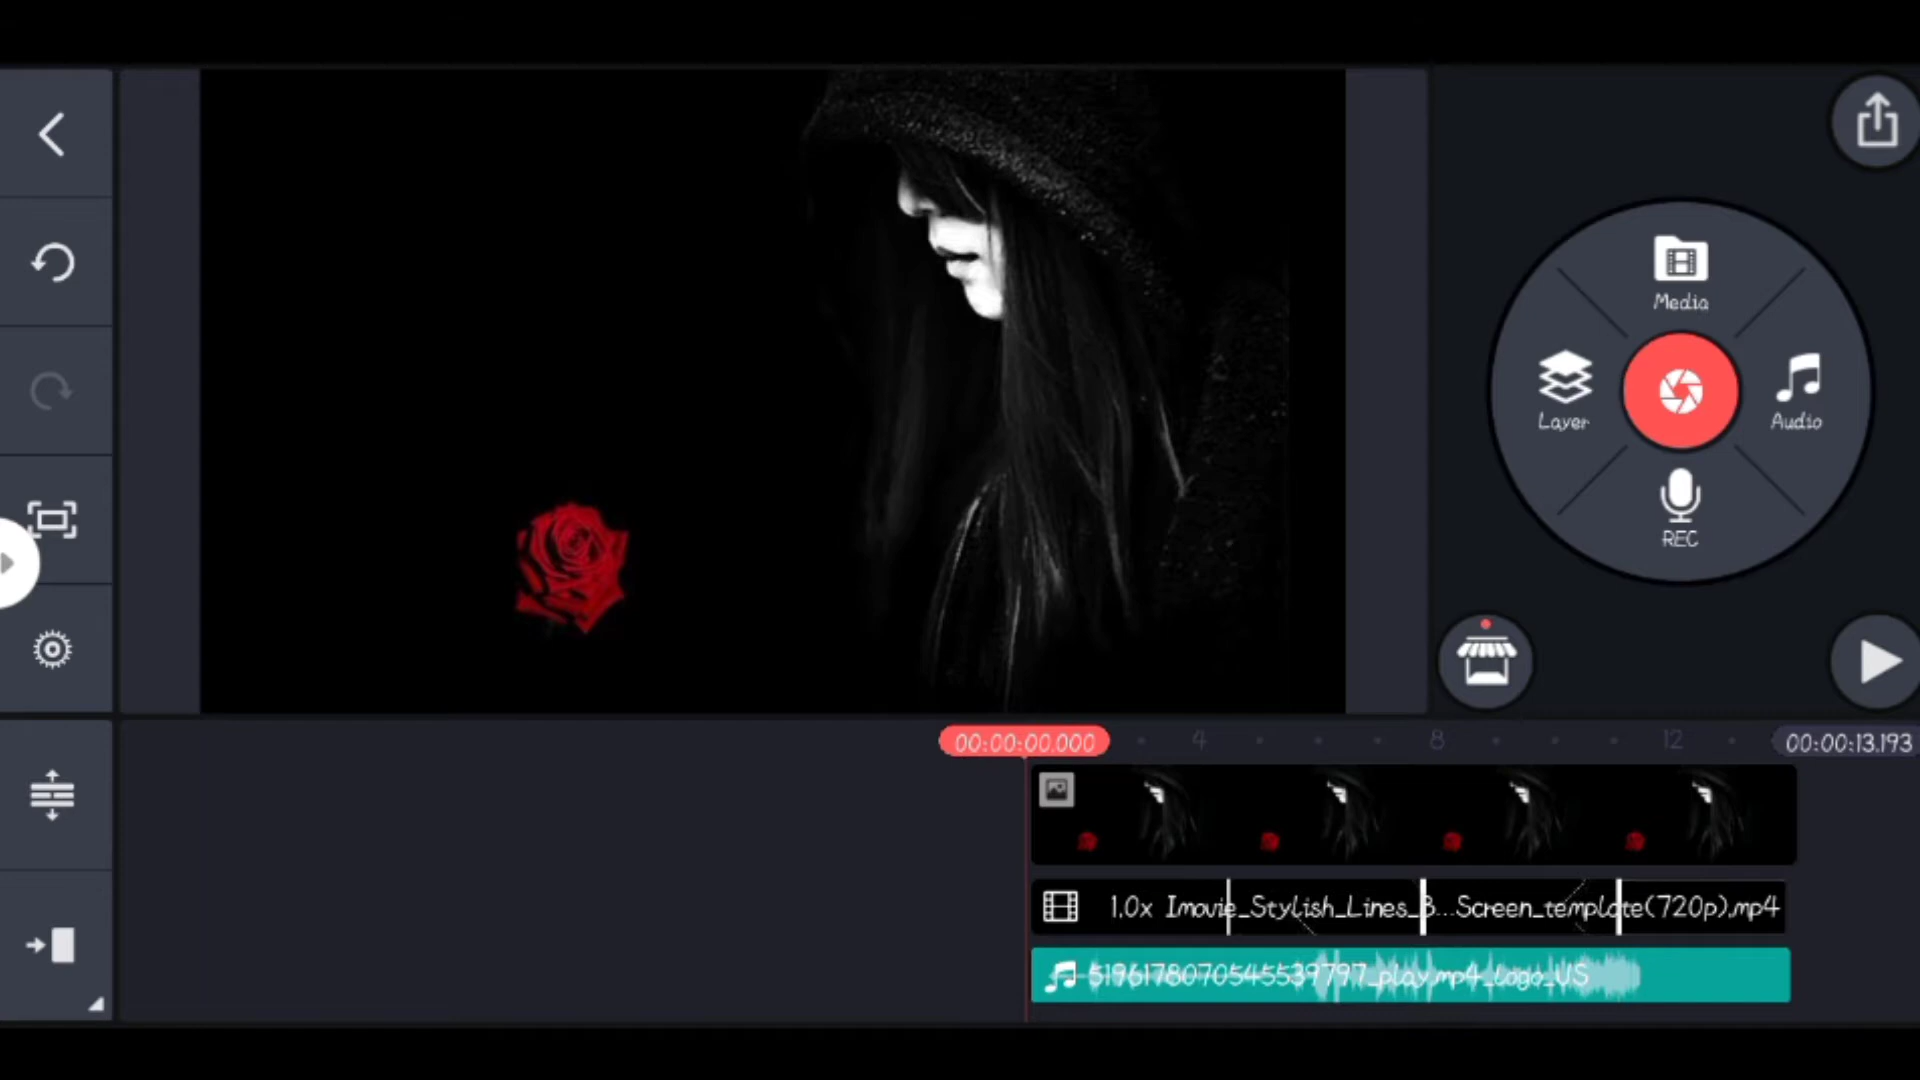 Media
Layer
Audio
REC
00:00:00.000
4
8
12
00:00:13.193
1.0x Imovie_Stylish_Lines_B...Screen_template(720p).mp4
5196178070545539797_play.mp4_Logo_US